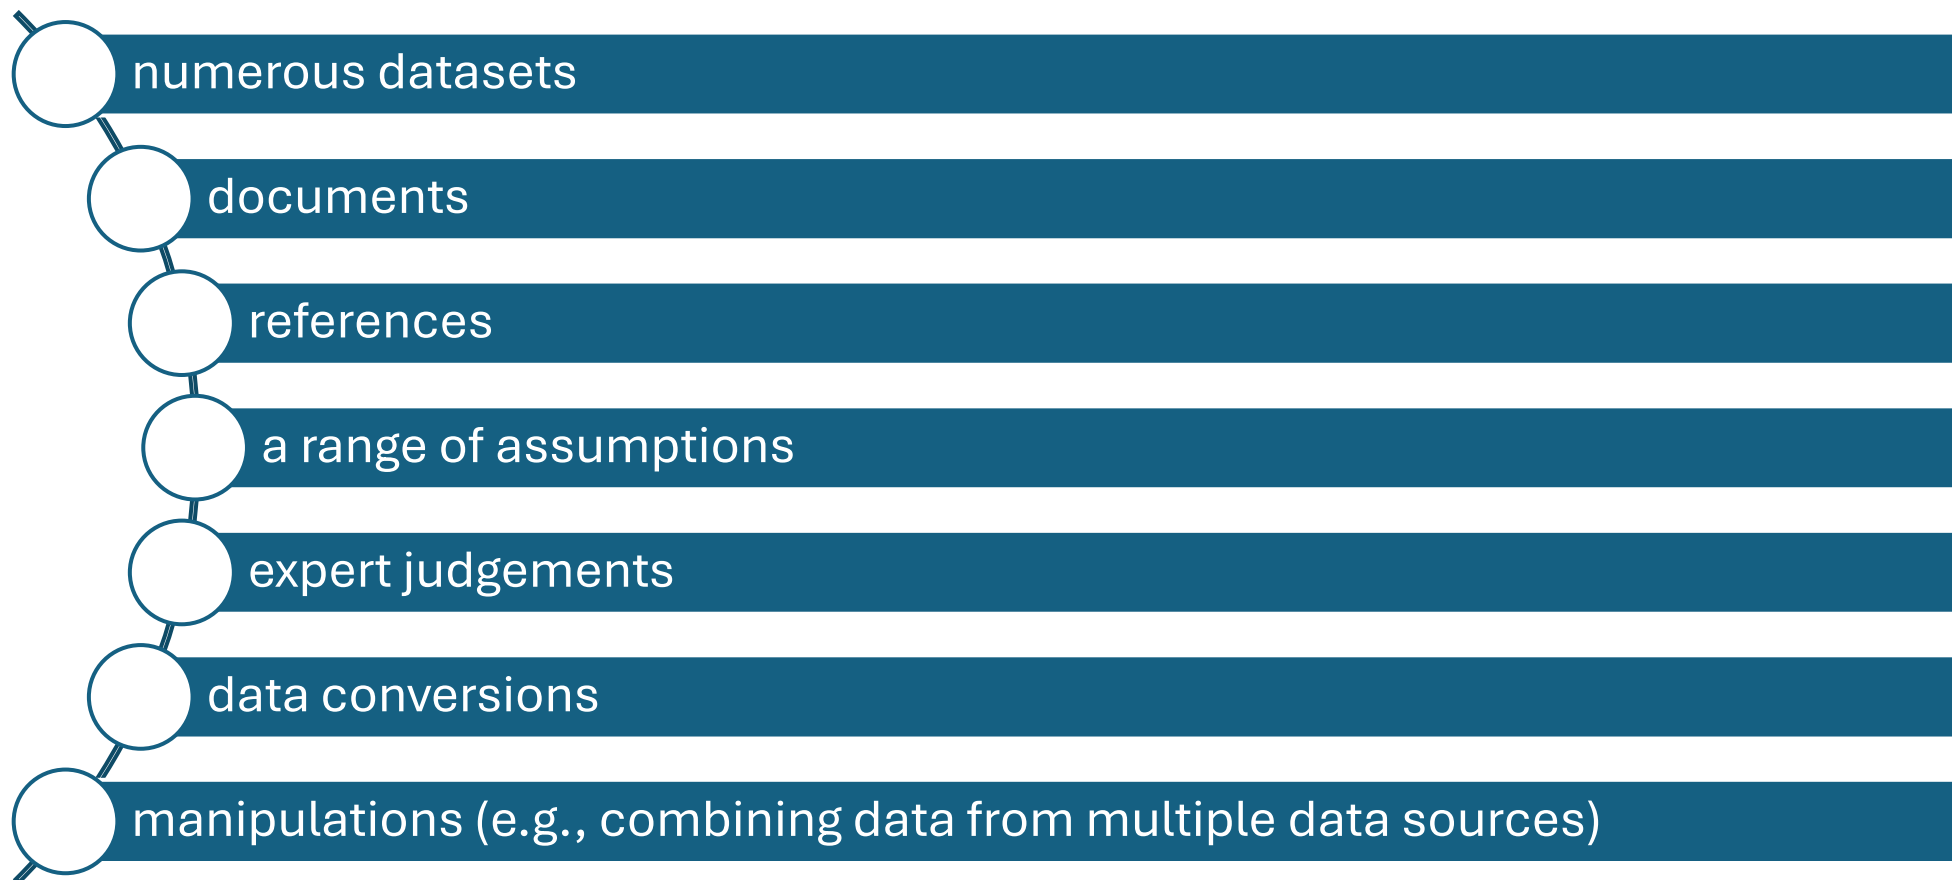 numerous datasets
documents
references
a range of assumptions
expert judgements
data conversions
manipulations (e.g., combining data from multiple data sources)